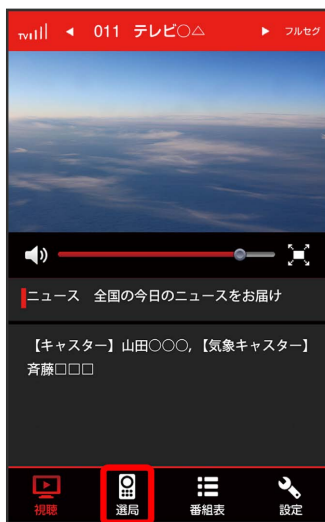 TV 011 テレビ○△ フルセグ
ニュース 全国の今日のニュースをお届け
【キャスター】山田○○○,【気象キャスター】
斉藤□□□
視聴 選局 番組表 設定